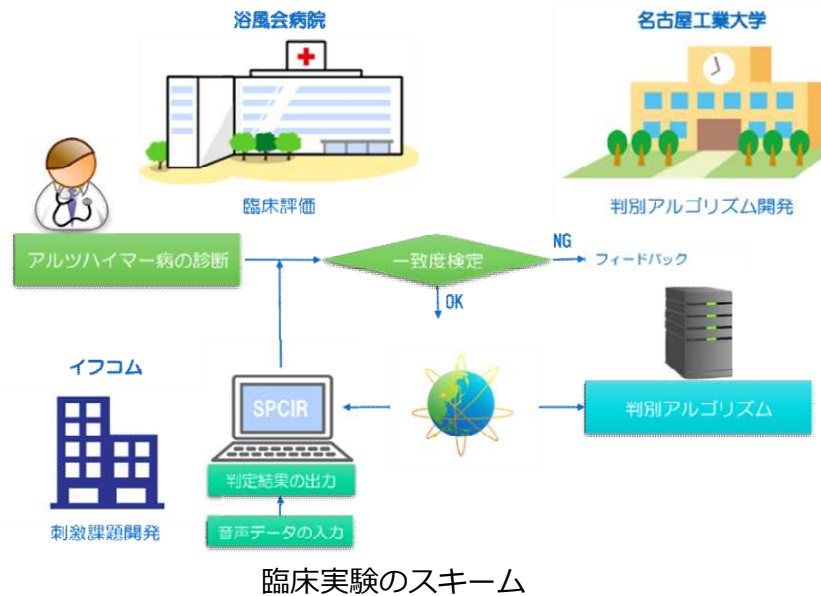 浴風会病院
名古屋工業大学
臨床評価
判別アルゴリズム開発
アルツハイマー病の診断
一致度検定
NG
フィードバック
OK
イフコム
SPCIR
判別アルゴリズム
判定結果の出力
刺激課題開発
音声データの入力
臨床実験のスキーム